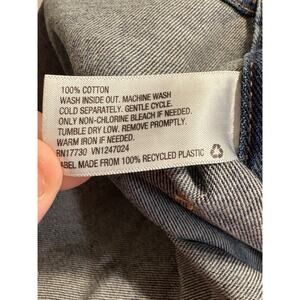 100% COTTON
WASH INSIDE OUT. MACHINE WASH
COLD SEPARATELY. GENTLE CYCLE.
ONLY NON-CHLORINE BLEACH IF NEEDED.
TUMBLE DRY LOW. REMOVE PROMPTLY.
WARM IRON IF NEEDED.
RN17730 VN1247024
LABEL MADE FROM 100% RECYCLED PLASTIC